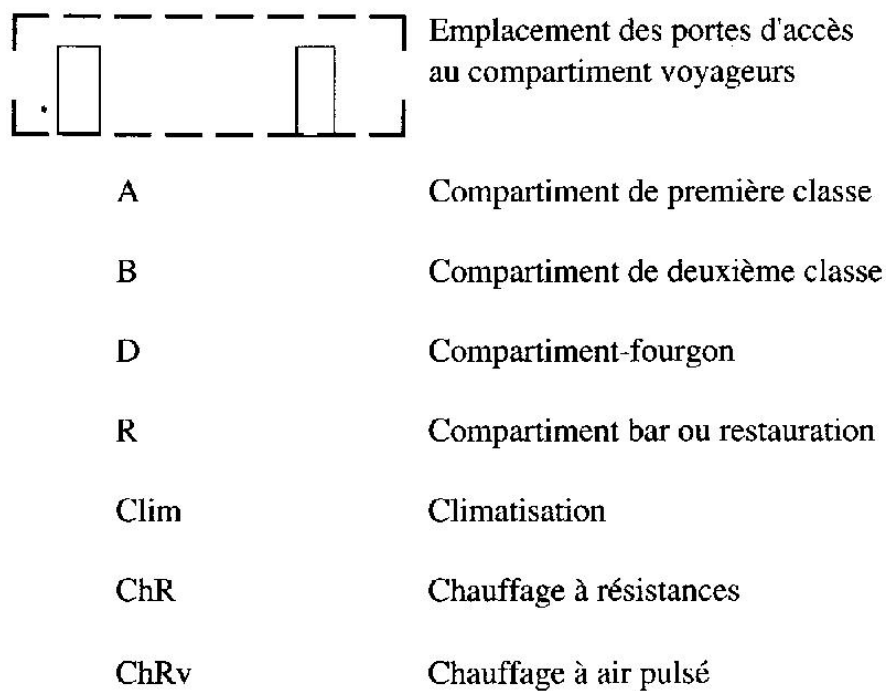 Emplacement des portes d'accès
au compartiment voyageurs
A Compartiment de première classe
B Compartiment de deuxième classe
D Compartiment-fourgon
R Compartiment bar ou restauration
Clim Climatisation
ChR Chauffage à résistances
ChRv Chauffage à air pulsé